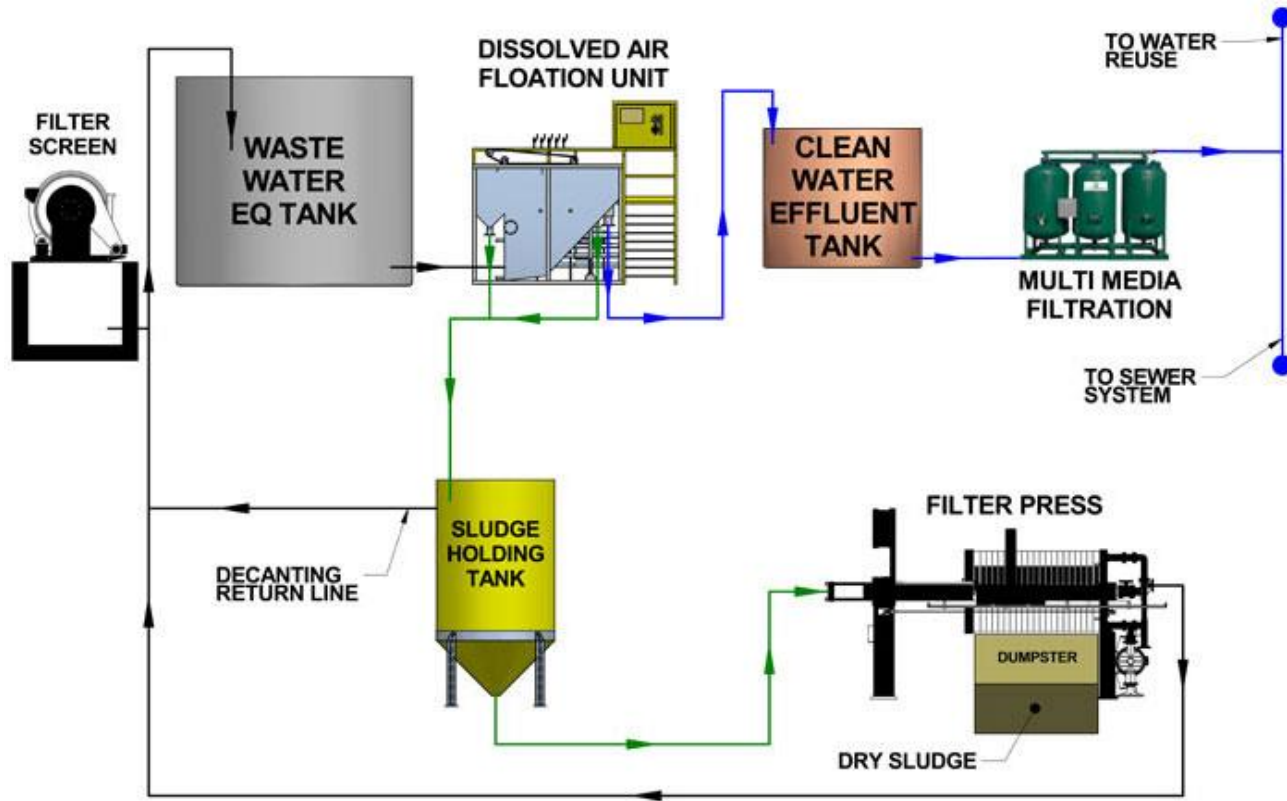 DISSOLVED AIR
FLOATION UNIT
TO WATER
REUSE
FILTER
SCREEN
WASTE
WATER
EQ TANK
CLEAN
WATER
EFFLUENT
TANK
MULTI MEDIA
FILTRATION
TO SEWER
SYSTEM
SLUDGE
HOLDING
TANK
DECANTING
RETURN LINE
FILTER PRESS
DUMPSTER
DRY SLUDGE